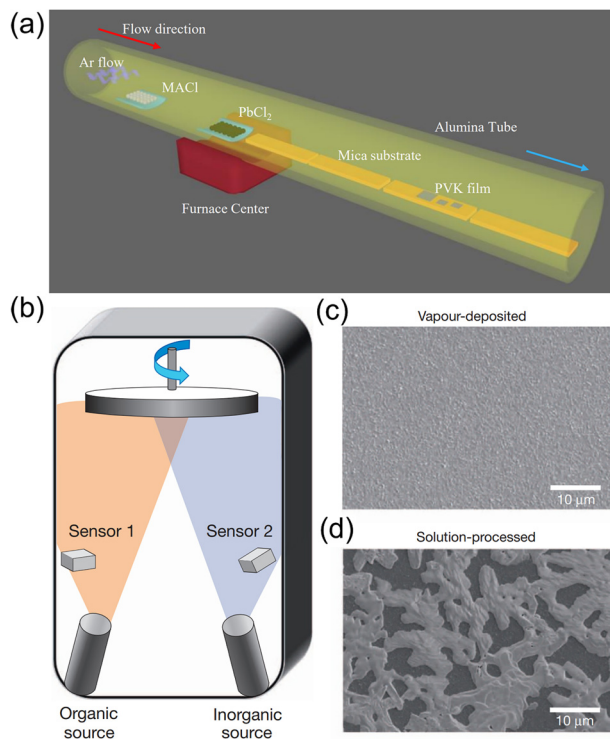 (a)
Flow direction
Ar flow
MACl
PbCl₂
Alumina Tube
Mica substrate
PVK film
Furnace Center
(b)
Sensor 1
Sensor 2
Organic
source
Inorganic
source
(c)
Vapour-deposited
10 μm
(d)
Solution-processed
10 μm